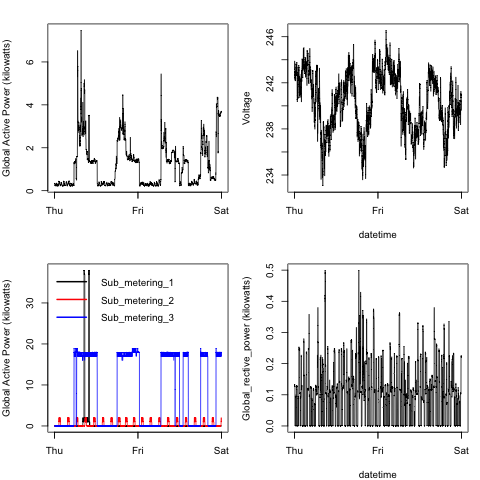 Global Active Power (kilowatts)
6
4
2
0
Thu
Fri
Sat
Voltage
246
242
238
234
Thu
Fri
Sat
datetime
Global Active Power (kilowatts)
30
20
10
0
Sub_metering_1
Sub_metering_2
Sub_metering_3
Thu
Fri
Sat
Global_rective_power (kilowatts)
0.5
0.4
0.3
0.2
0.1
0.0
Thu
Fri
Sat
datetime